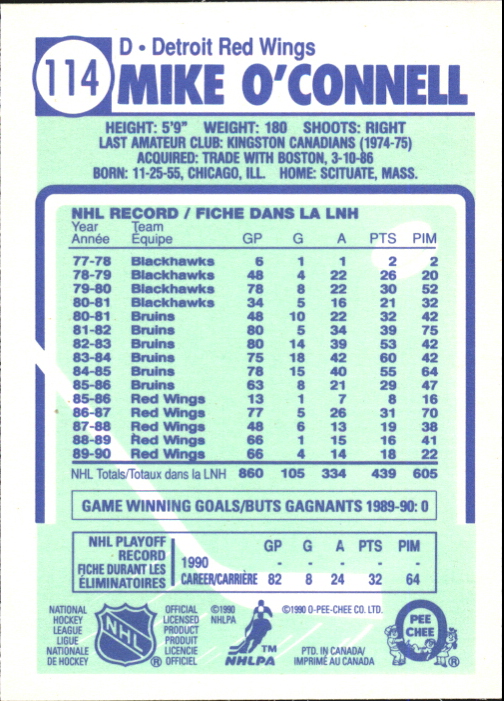 114
D • Detroit Red Wings
MIKE O'CONNELL
HEIGHT: 5'9" WEIGHT: 180 SHOOTS: RIGHT
LAST AMATEUR CLUB: KINGSTON CANADIANS (1974-75)
ACQUIRED: TRADE WITH BOSTON, 3-10-86
BORN: 11-25-55, CHICAGO, ILL. HOME: SCITUATE, MASS.
NHL RECORD / FICHE DANS LA LNH
Year Team
Année Équipe GP G A PTS PIM
77-78 Blackhawks 6 1 1 2 2
78-79 Blackhawks 48 4 22 26 20
79-80 Blackhawks 78 8 22 30 52
80-81 Blackhawks 34 5 16 21 32
80-81 Bruins 48 10 22 32 42
81-82 Bruins 80 5 34 39 75
82-83 Bruins 80 14 39 53 42
83-84 Bruins 75 18 42 60 42
84-85 Bruins 78 15 40 55 64
85-86 Bruins 63 8 21 29 47
85-86 Red Wings 13 1 7 8 16
86-87 Red Wings 77 5 26 31 70
87-88 Red Wings 48 6 13 19 38
88-89 Red Wings 66 1 15 16 41
89-90 Red Wings 66 4 14 18 22
NHL Totals/Totaux dans la LNH 860 105 334 439 605
GAME WINNING GOALS/BUTS GAGNANTS 1989-90: 0
NHL PLAYOFF
RECORD
FICHE DURANT LES
ÉLIMINATOIRES
GP G A PTS PIM
1990 - - - - -
CAREER/CARRIÈRE 82 8 24 32 64
NATIONAL
HOCKEY
LEAGUE
LIGUE
NATIONALE
DE HOCKEY
NHL
®
OFFICIAL
LICENSED
PRODUCT
PRODUIT
LICENCIE
OFFICIEL
©1990
NHLPA
TM
NHLPA
©1990 O-PEE-CHEE CO. LTD.
PTD. IN CANADA/
IMPRIMÉ AU CANADA
O
PEE
CHEE
®